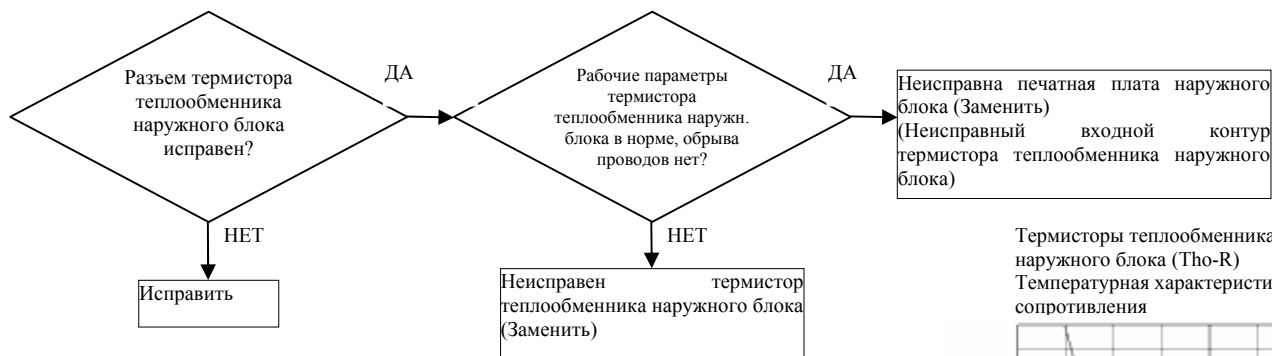 Разъем термистора
теплообменника
наружного блока
исправен?
ДА
Рабочие параметры
термистора
теплообменника наружн.
блока в норме, обрыва
проводов нет?
ДА
Неисправна печатная плата наружного
блока (Заменить)
(Неисправный входной контур
термистора теплообменника наружного
блока)
НЕТ
НЕТ
Исправить
Неисправен термистор
теплообменника наружного блока
(Заменить)
Термисторы теплообменника
наружного блока (Tho-R)
Температурная характеристи
сопротивления